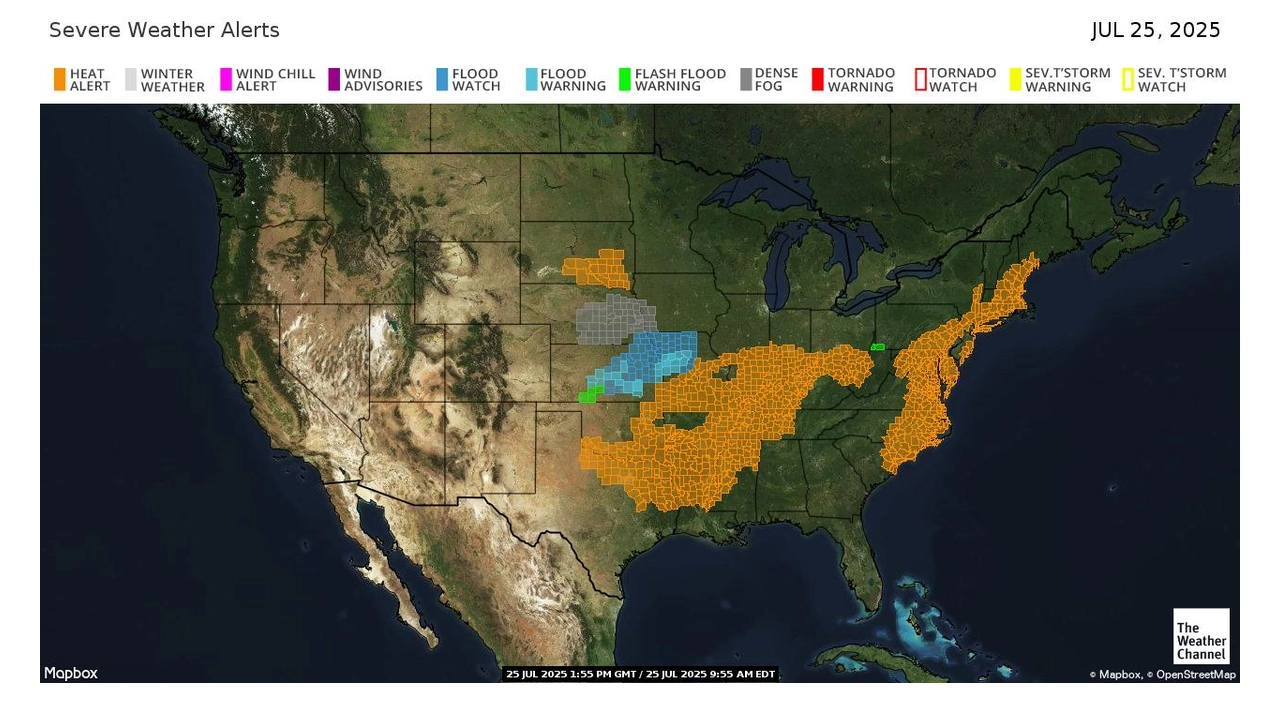 Severe Weather Alerts
JUL 25, 2025
HEAT
ALERT
WINTER
WEATHER
WIND CHILL
ALERT
WIND
ADVISORIES
FLOOD
WATCH
FLOOD
WARNING
FLASH FLOOD
WARNING
DENSE
FOG
TORNADO
WARNING
TORNADO
WATCH
SEV.T'STORM
WARNING
SEV. T'STORM
WATCH
The
Weather
Channel
Mapbox
25 JUL 2025 1:55 PM GMT / 25 JUL 2025 9:55 AM EDT
© Mapbox, © OpenStreetMap